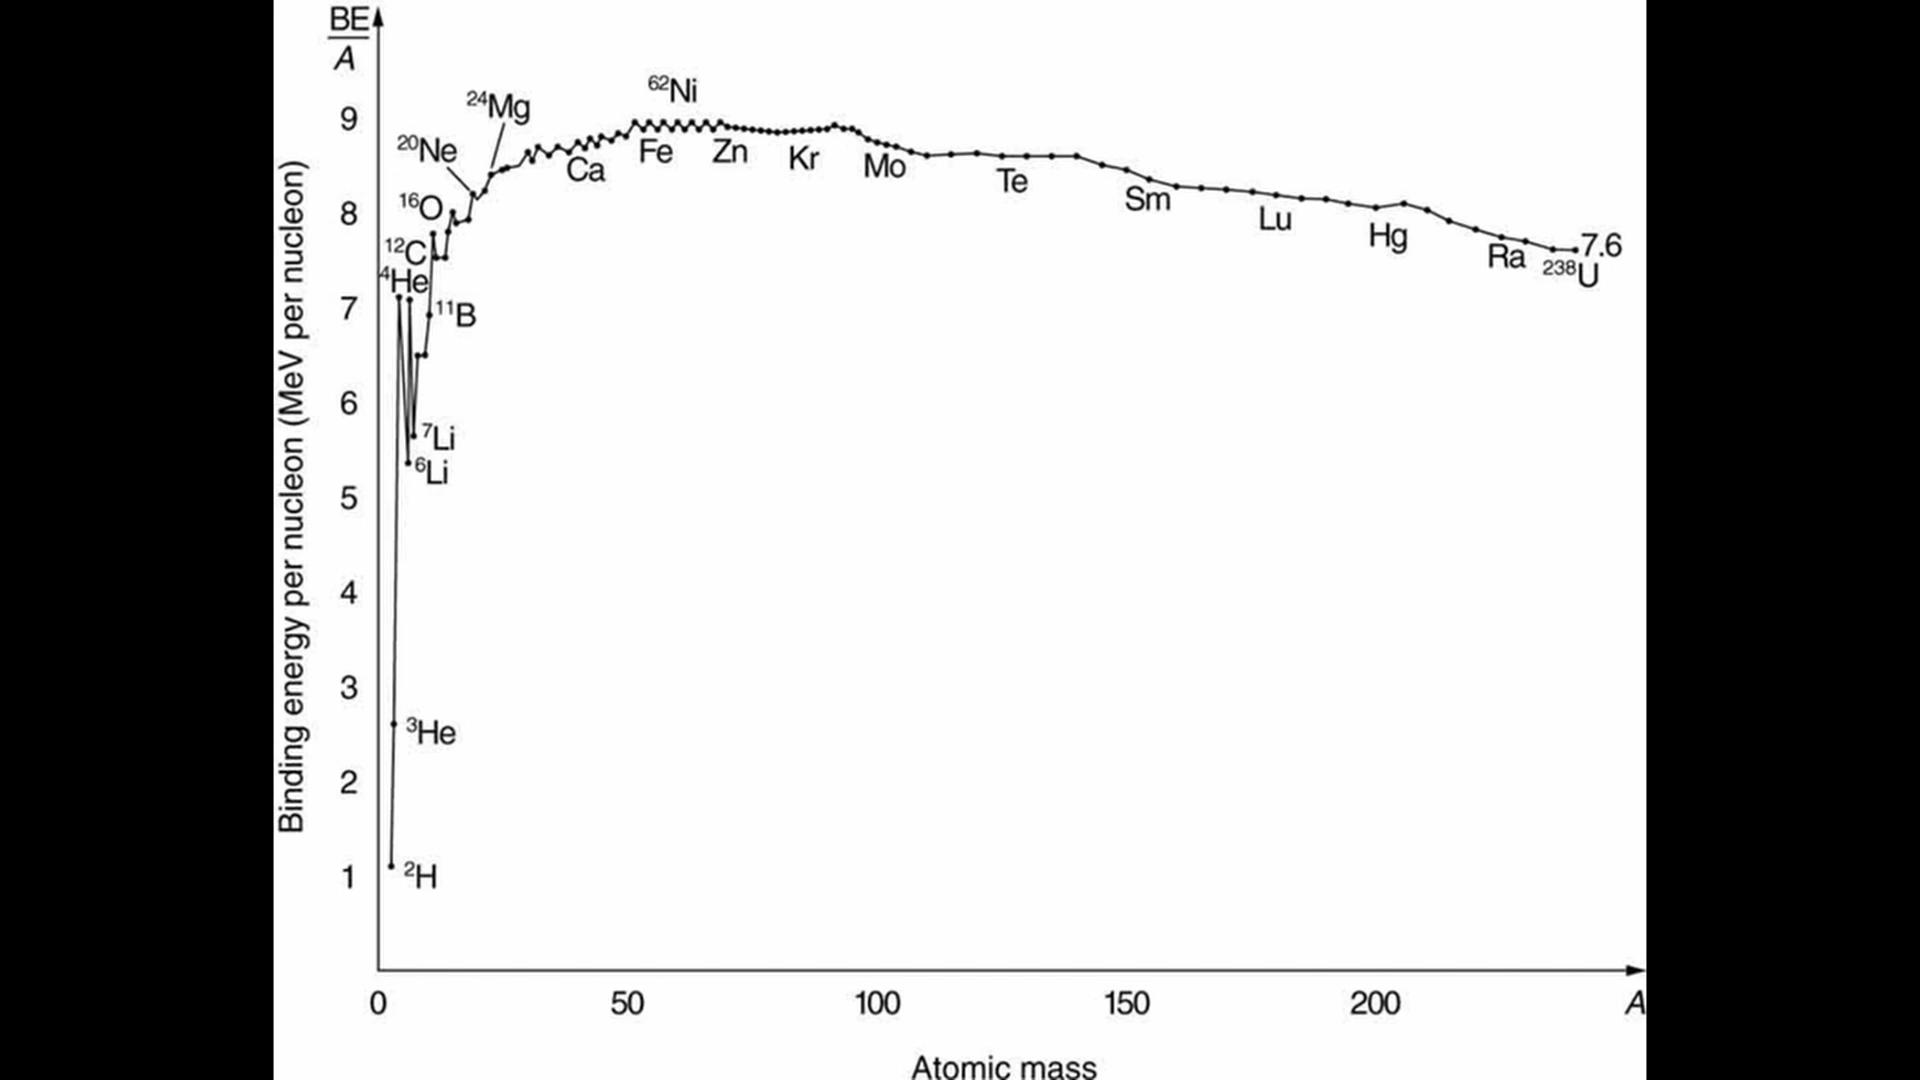 BE
A
Binding energy per nucleon (MeV per nucleon)
9
8
7
6
5
4
3
2
1
⁶²Ni
²⁴Mg
²⁰Ne
¹⁶O
¹²C
⁴He
¹¹B
⁷Li
⁶Li
³He
²H
Ca
Fe
Zn
Kr
Mo
Te
Sm
Lu
Hg
Ra
7.6
²³⁸U
0 50 100 150 200 A
Atomic mass